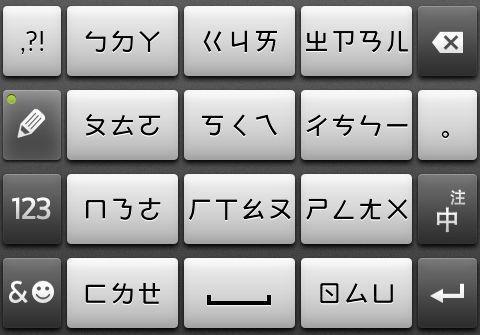 ,?! ㄅㄉㄚ ㄍㄐㄞ ㄓㄗㄢㄦ
ㄆㄊㄛ ㄎㄑㄟ ㄔㄘㄣㄧ 。
123 ㄇㄋㄜ ㄏㄒㄠㄡ ㄕㄥㄤㄨ 注中
& ㄈㄌㄝ ㄖㄙㄩ